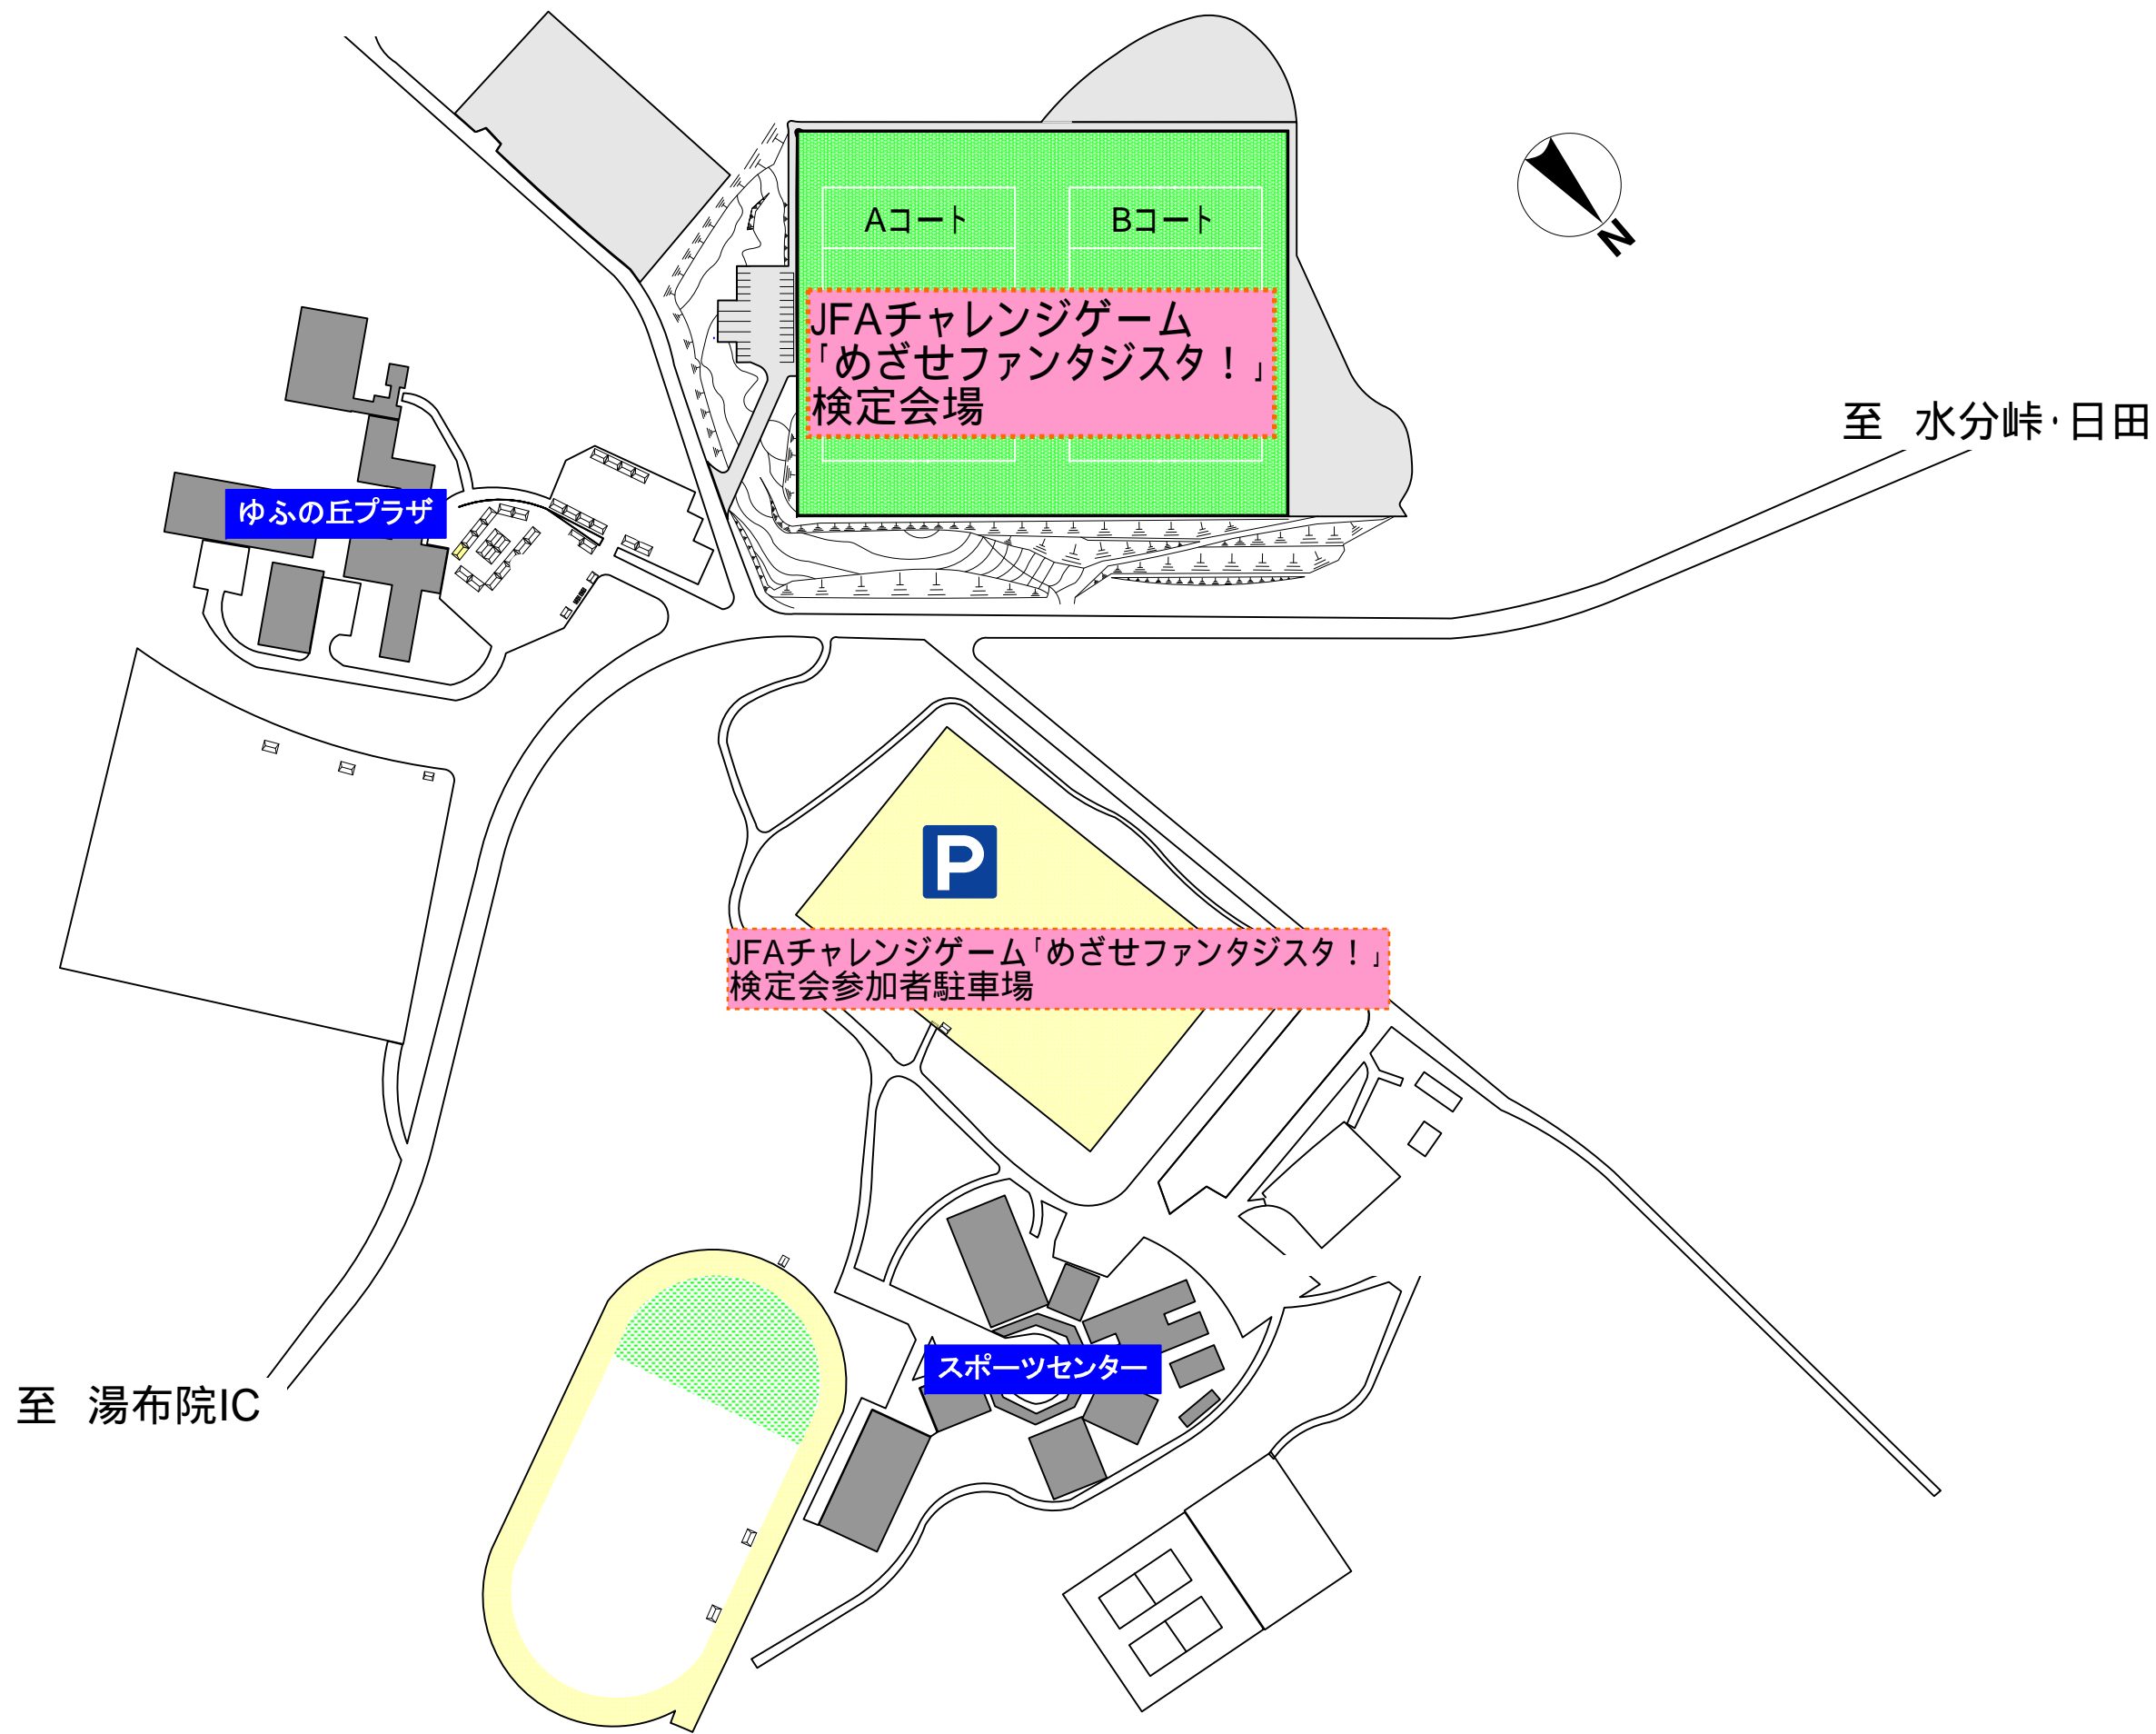 Aコート
Bコート
N
JFAチャレンジゲーム
「めざせファンタジスタ！」
検定会場
至　水分峠・日田
ゆふの丘プラザ
P
JFAチャレンジゲーム「めざせファンタジスタ！」
検定会参加者駐車場
スポーツセンター
至　湯布院IC